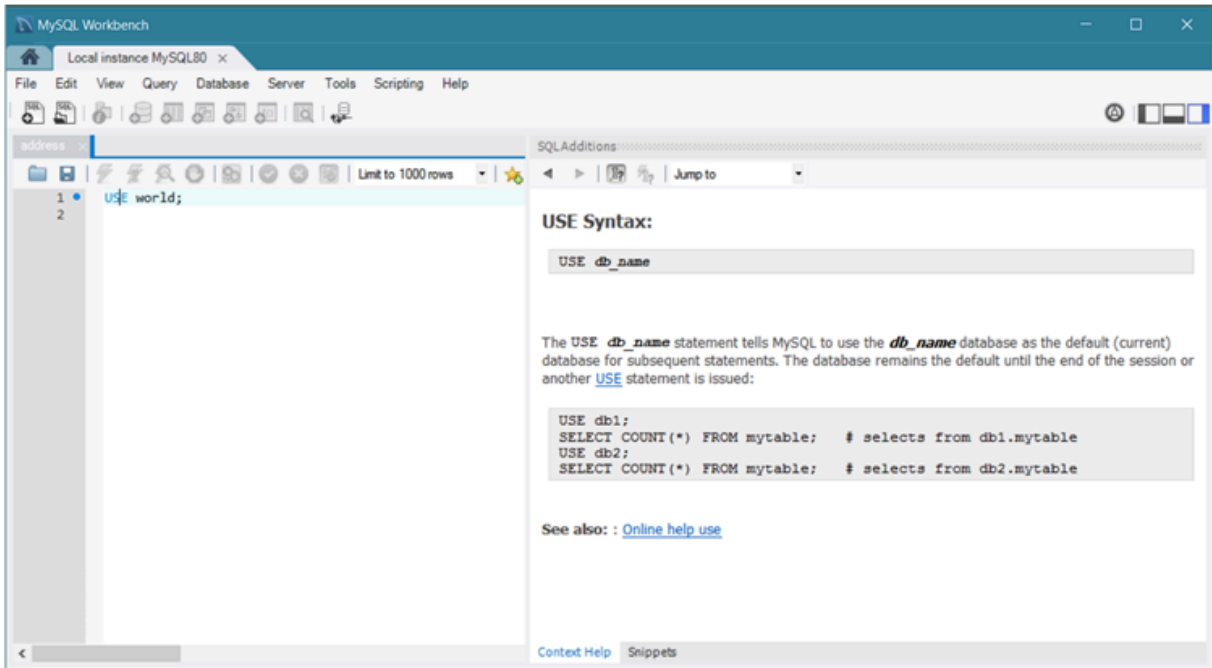 MySQL Workbench
Local instance MySQL80
File Edit View Query Database Server Tools Scripting Help
address
SQLAdditions
Limit to 1000 rows
Jump to
1 USE world;
2
USE Syntax:
USE db_name
The USE db_name statement tells MySQL to use the db_name database as the default (current)
database for subsequent statements. The database remains the default until the end of the session or
another USE statement is issued:
USE db1;
SELECT COUNT(*) FROM mytable; # selects from db1.mytable
USE db2;
SELECT COUNT(*) FROM mytable; # selects from db2.mytable
See also: : Online help use
Context Help Snippets